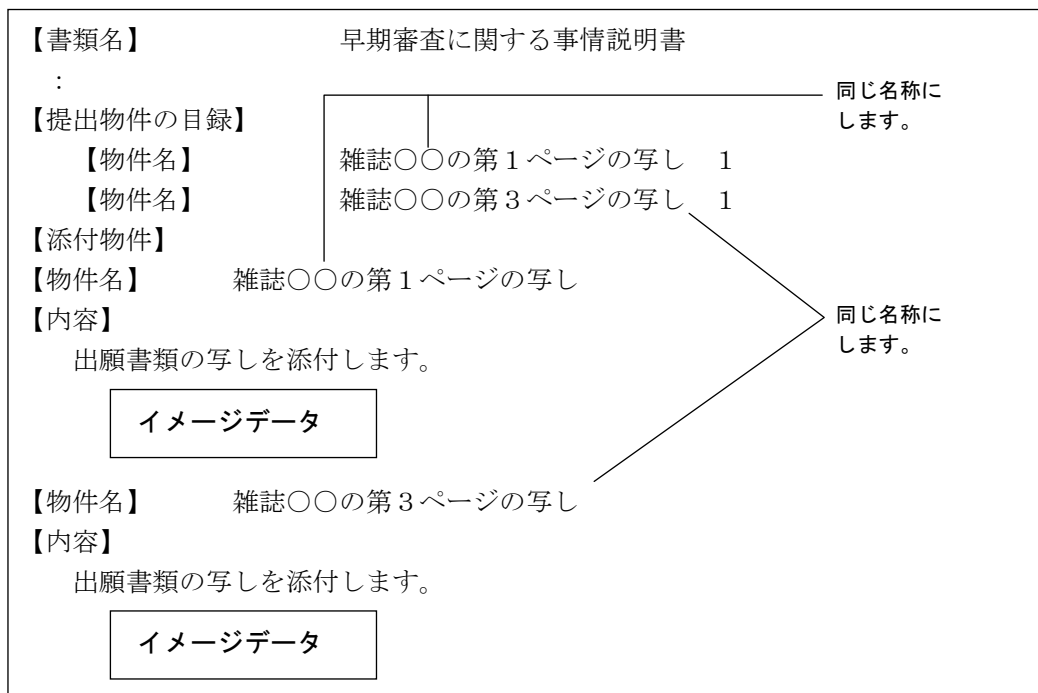 【書類名】 早期審査に関する事情説明書
:
【提出物件の目録】
同じ名称に
します。
【物件名】 雑誌○○の第１ページの写し １
【物件名】 雑誌○○の第３ページの写し １
【添付物件】
【物件名】 雑誌○○の第１ページの写し
【内容】
同じ名称に
します。
出願書類の写しを添付します。
イメージデータ
【物件名】 雑誌○○の第３ページの写し
【内容】
出願書類の写しを添付します。
イメージデータ